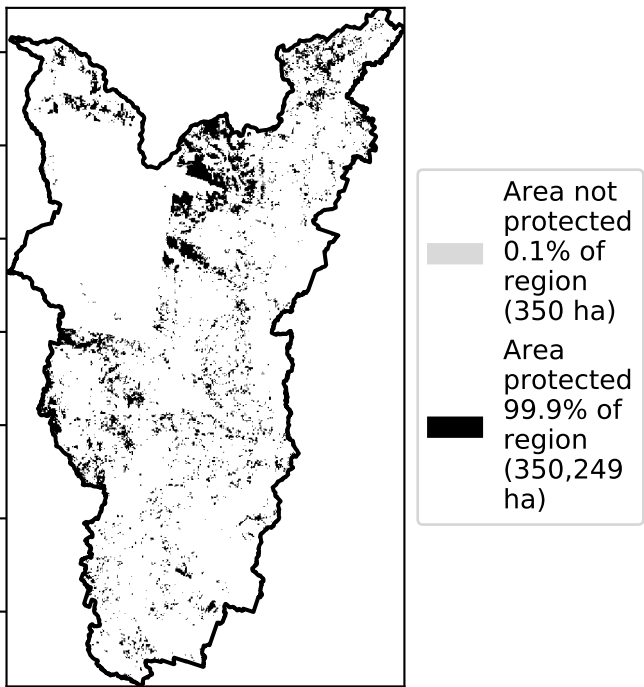 Area not
protected
0.1% of
region
(350 ha)
Area
protected
99.9% of
region
(350,249
ha)